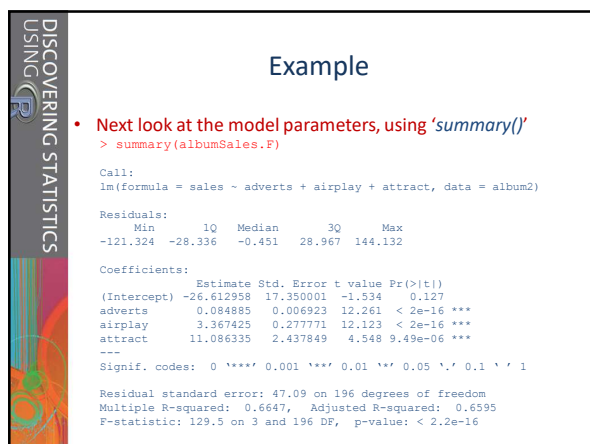 DISCOVERING STATISTICS
USING R
Example
• Next look at the model parameters, using ‘summary()’
> summary(albumSales.F)
Call:
lm(formula = sales ~ adverts + airplay + attract, data = album2)
Residuals:
Min 1Q Median 3Q Max
-121.324 -28.336 -0.451 28.967 144.132
Coefficients:
Estimate Std. Error t value Pr(>|t|)
(Intercept) -26.612958 17.350001 -1.534 0.127
adverts 0.084885 0.006923 12.261 < 2e-16 ***
airplay 3.367425 0.277771 12.123 < 2e-16 ***
attract 11.086335 2.437849 4.548 9.49e-06 ***
---
Signif. codes: 0 ‘***’ 0.001 ‘**’ 0.01 ‘*’ 0.05 ‘.’ 0.1 ‘ ’ 1
Residual standard error: 47.09 on 196 degrees of freedom
Multiple R-squared: 0.6647, Adjusted R-squared: 0.6595
F-statistic: 129.5 on 3 and 196 DF, p-value: < 2.2e-16